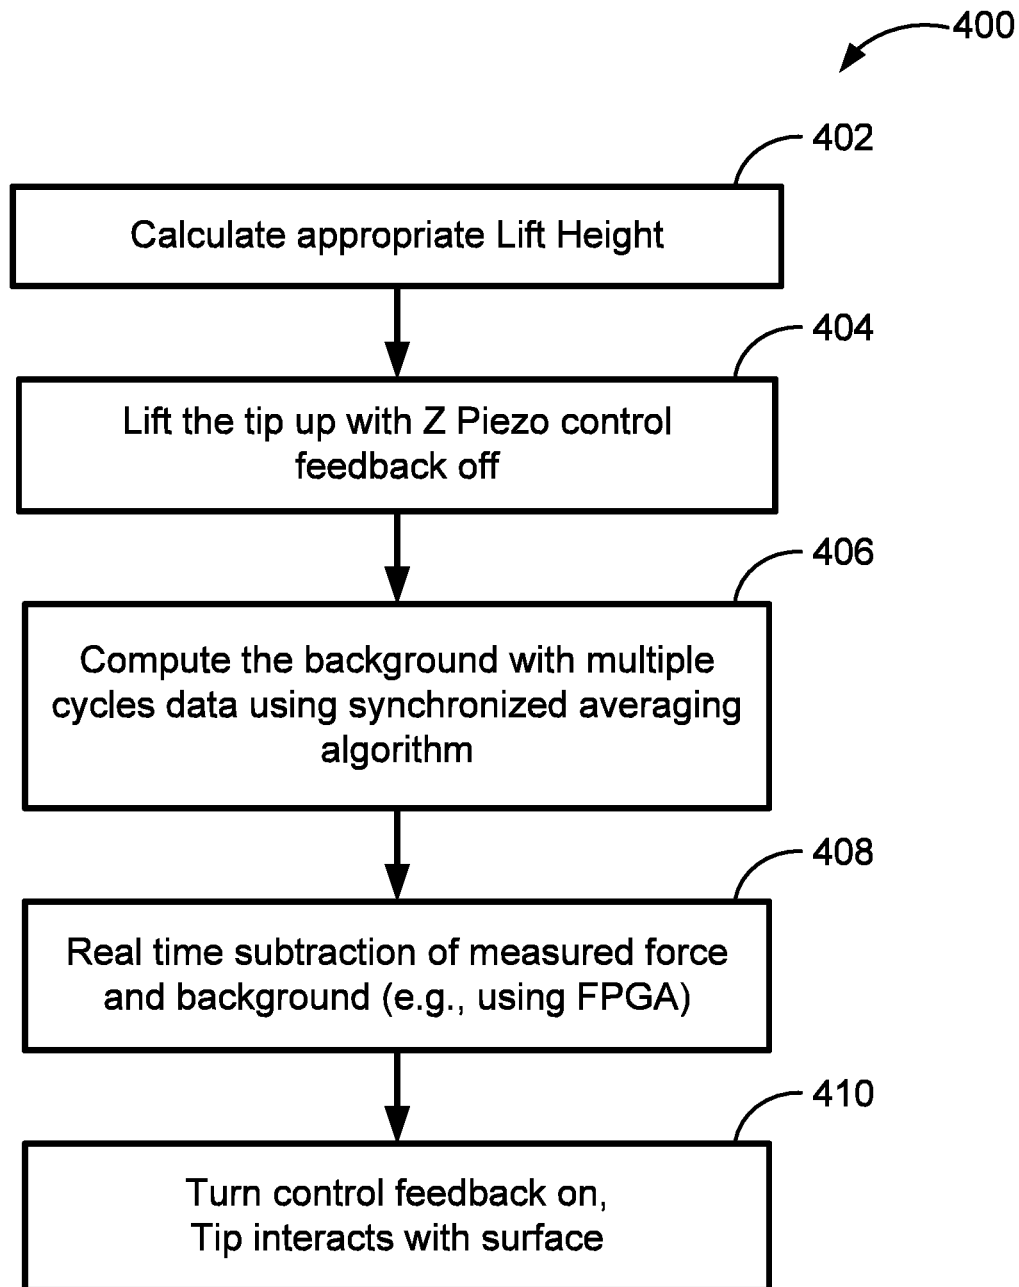 400
402
Calculate appropriate Lift Height
404
Lift the tip up with Z Piezo control
feedback off
406
Compute the background with multiple
cycles data using synchronized averaging
algorithm
408
Real time subtraction of measured force
and background (e.g., using FPGA)
410
Turn control feedback on,
Tip interacts with surface